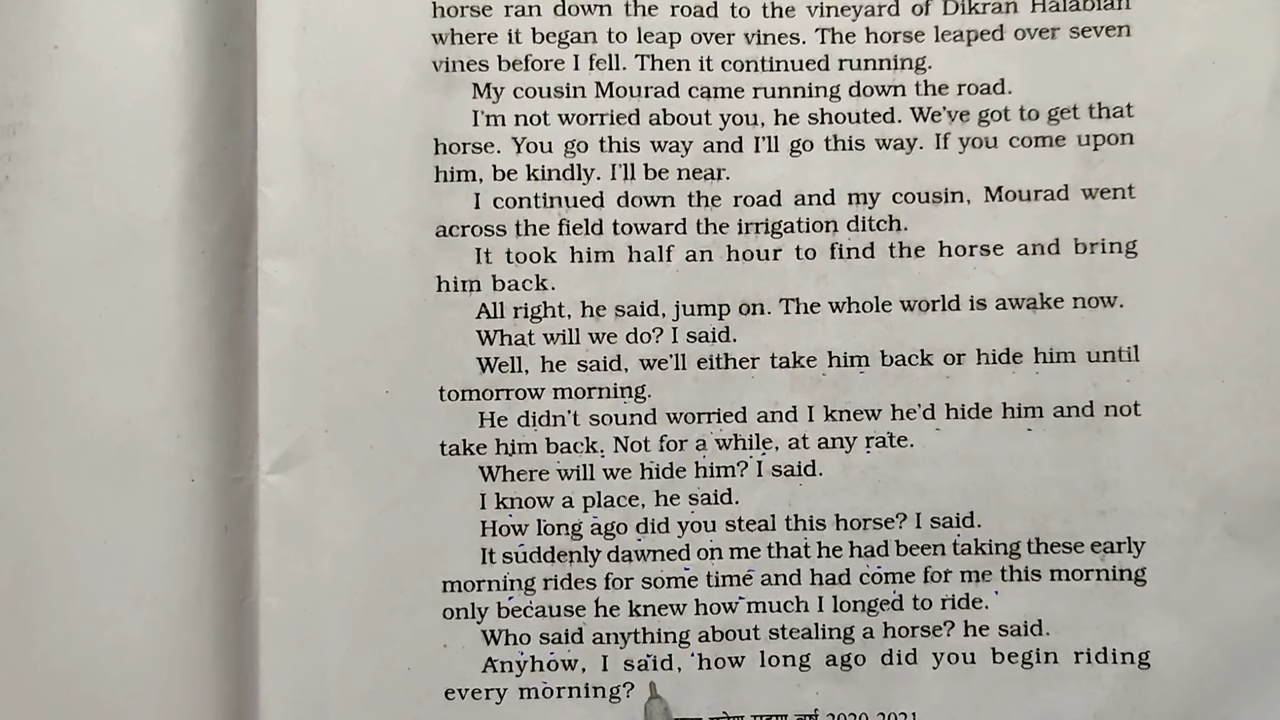 horse ran down the road to the vineyard of Dikran Halabian
where it began to leap over vines. The horse leaped over seven
vines before I fell. Then it continued running.
My cousin Mourad came running down the road.
I'm not worried about you, he shouted. We've got to get that
horse. You go this way and I'll go this way. If you come upon
him, be kindly. I'll be near.
I continued down the road and my cousin, Mourad went
across the field toward the irrigation ditch.
It took him half an hour to find the horse and bring
him back.
All right, he said, jump on. The whole world is awake now.
What will we do? I said.
Well, he said, we'll either take him back or hide him until
tomorrow morning.
He didn't sound worried and I knew he'd hide him and not
take him back. Not for a while, at any rate.
Where will we hide him? I said.
I know a place, he said.
How long ago did you steal this horse? I said.
It suddenly dawned on me that he had been taking these early
morning rides for some time and had come for me this morning
only because he knew how much I longed to ride.
Who said anything about stealing a horse? he said.
Anyhow, I said, how long ago did you begin riding
every morning?
वर्ष 2020-2021